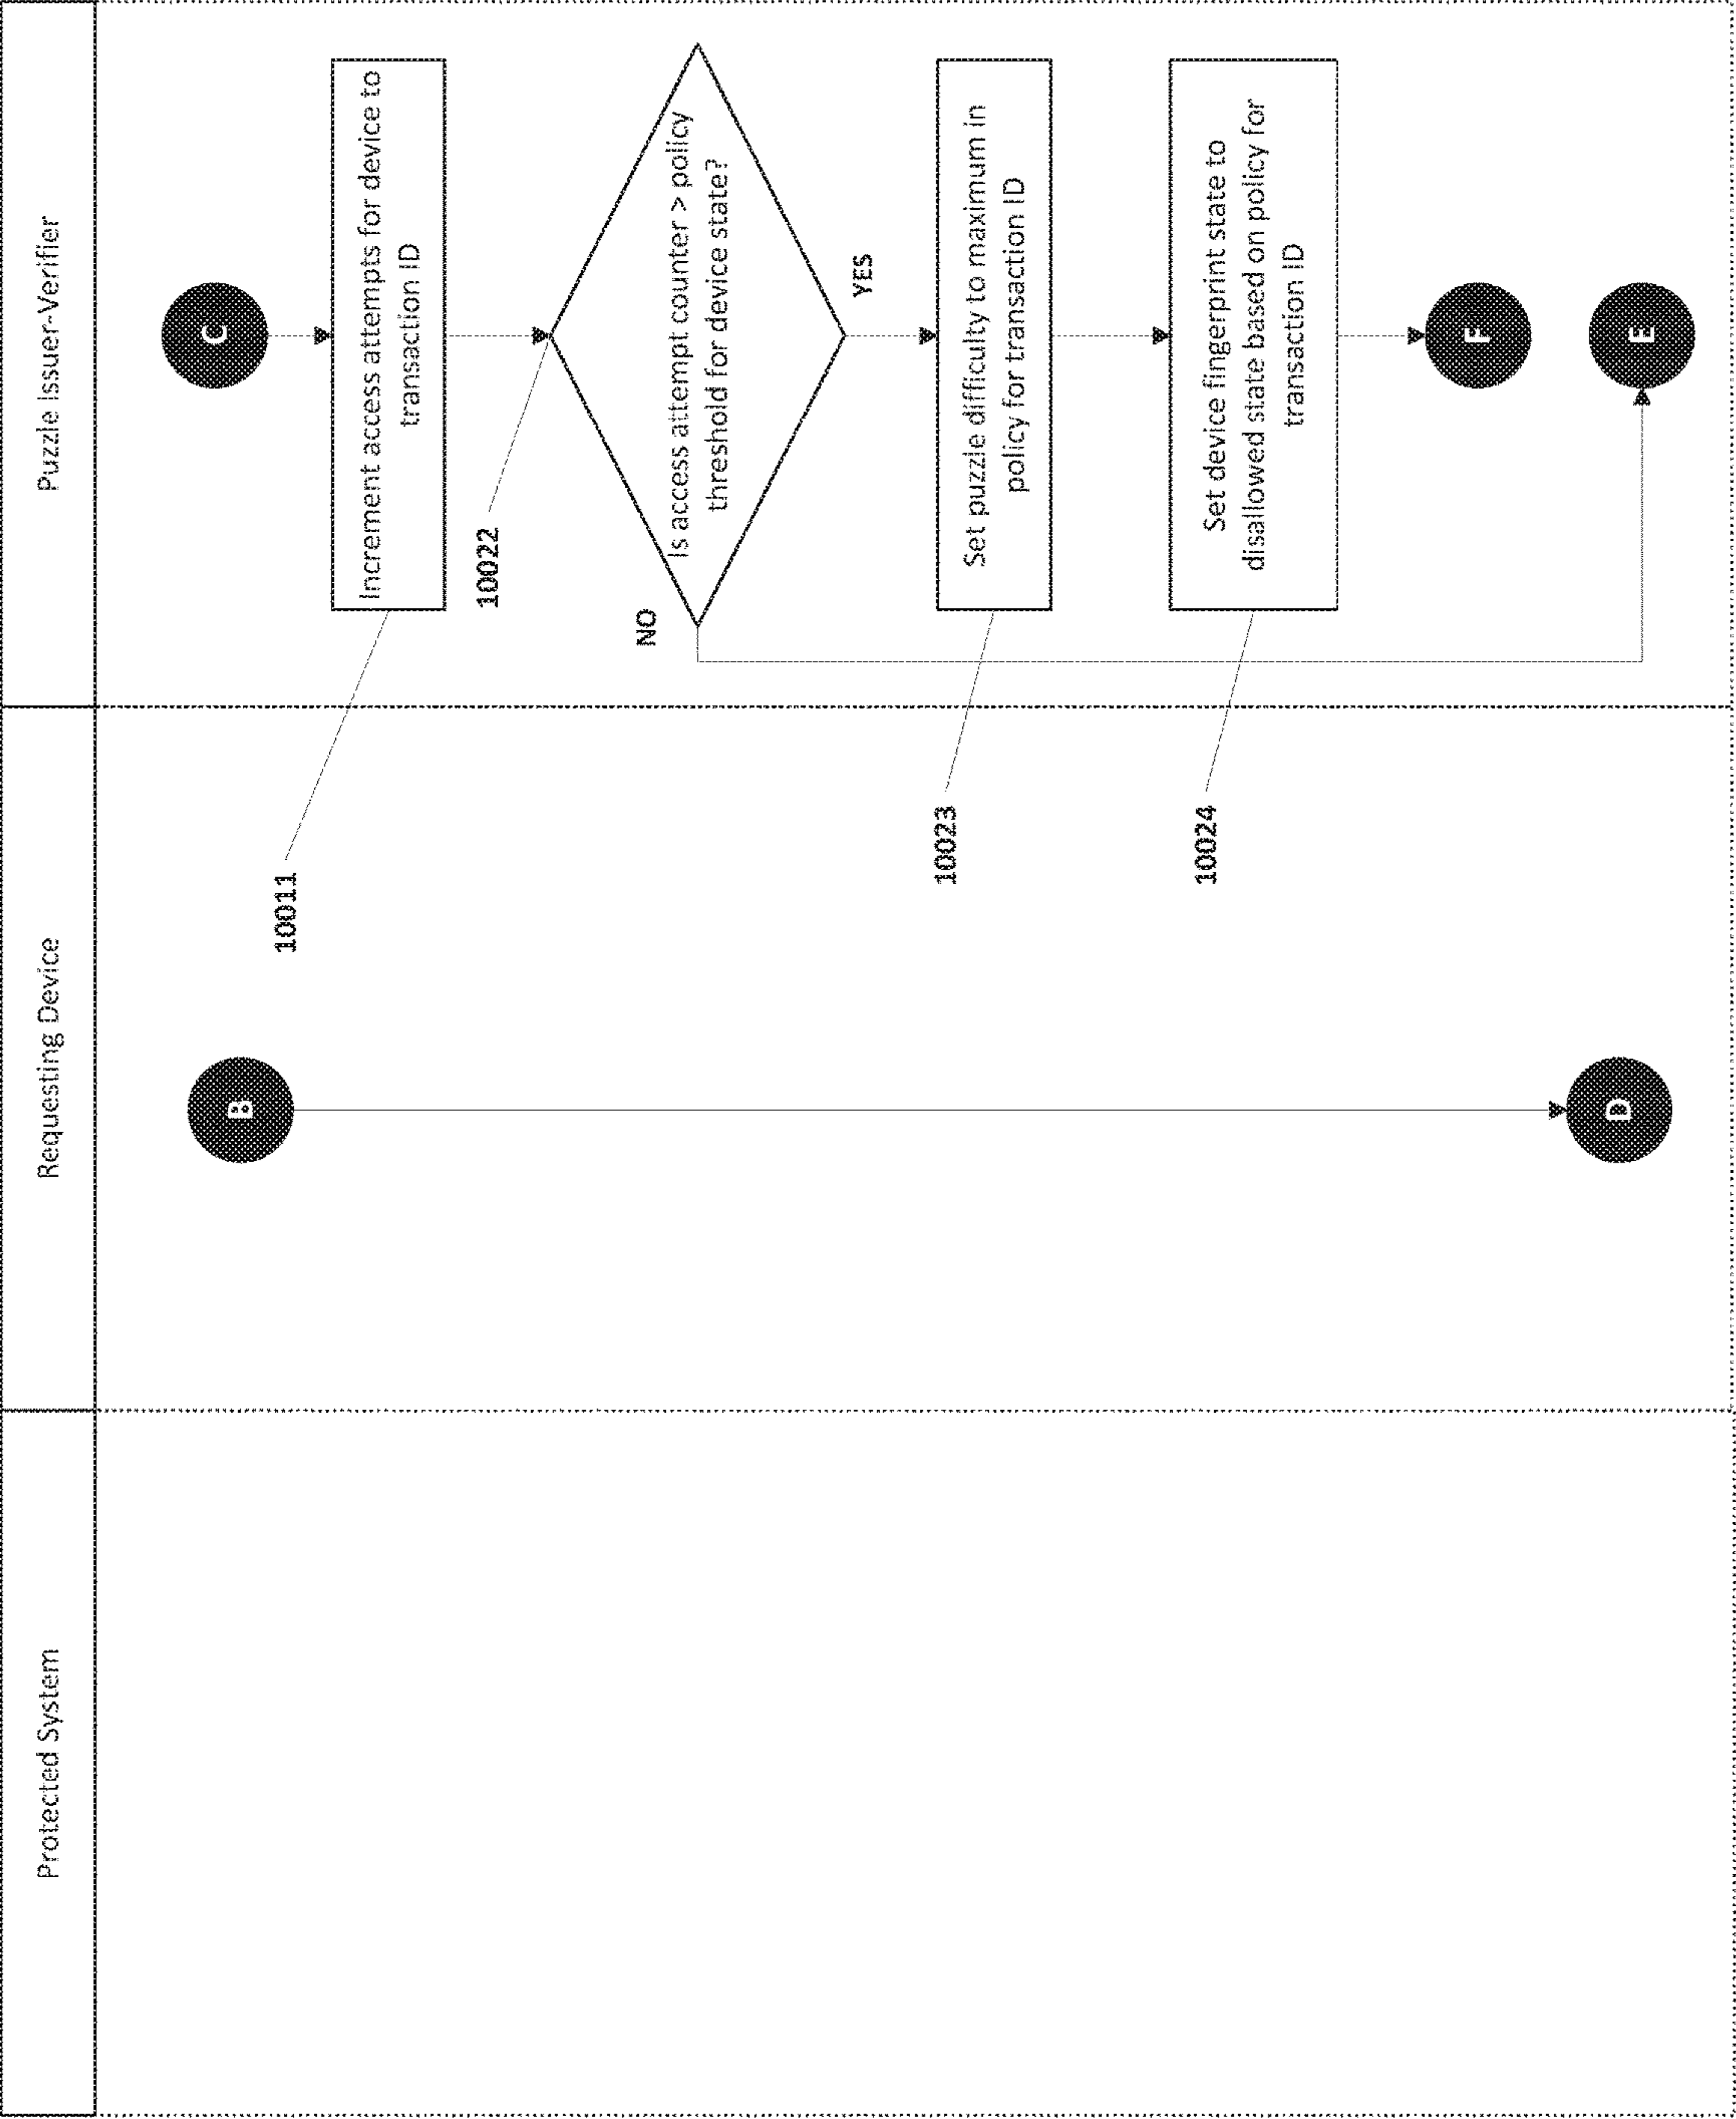 Protected System
Requesting Device
Puzzle Issuer-Verifier
B
C
10011
Increment access attempts for device to
transaction ID
10022
NO
Is access attempt counter > policy
threshold for device state?
YES
10023
Set puzzle difficulty to maximum in
policy for transaction ID
10024
Set device fingerprint state to
disallowed state based on policy for
transaction ID
F
D
E